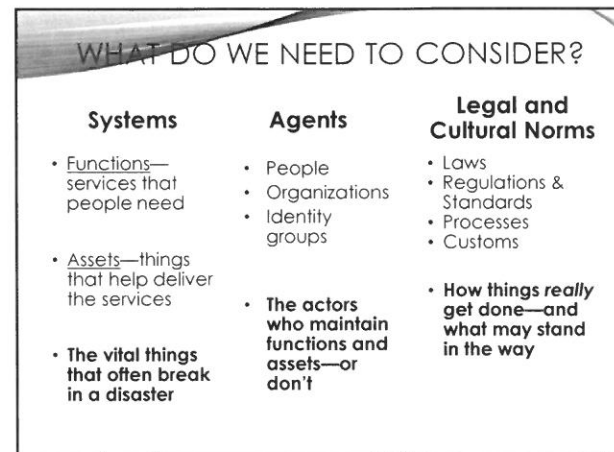 WHAT DO WE NEED TO CONSIDER?
Systems
• Functions—
services that
people need
• Assets—things
that help deliver
the services
• The vital things
that often break
in a disaster
Agents
• People
• Organizations
• Identity
groups
• The actors
who maintain
functions and
assets—or
don't
Legal and
Cultural Norms
• Laws
• Regulations &
Standards
• Processes
• Customs
• How things really
get done—and
what may stand
in the way